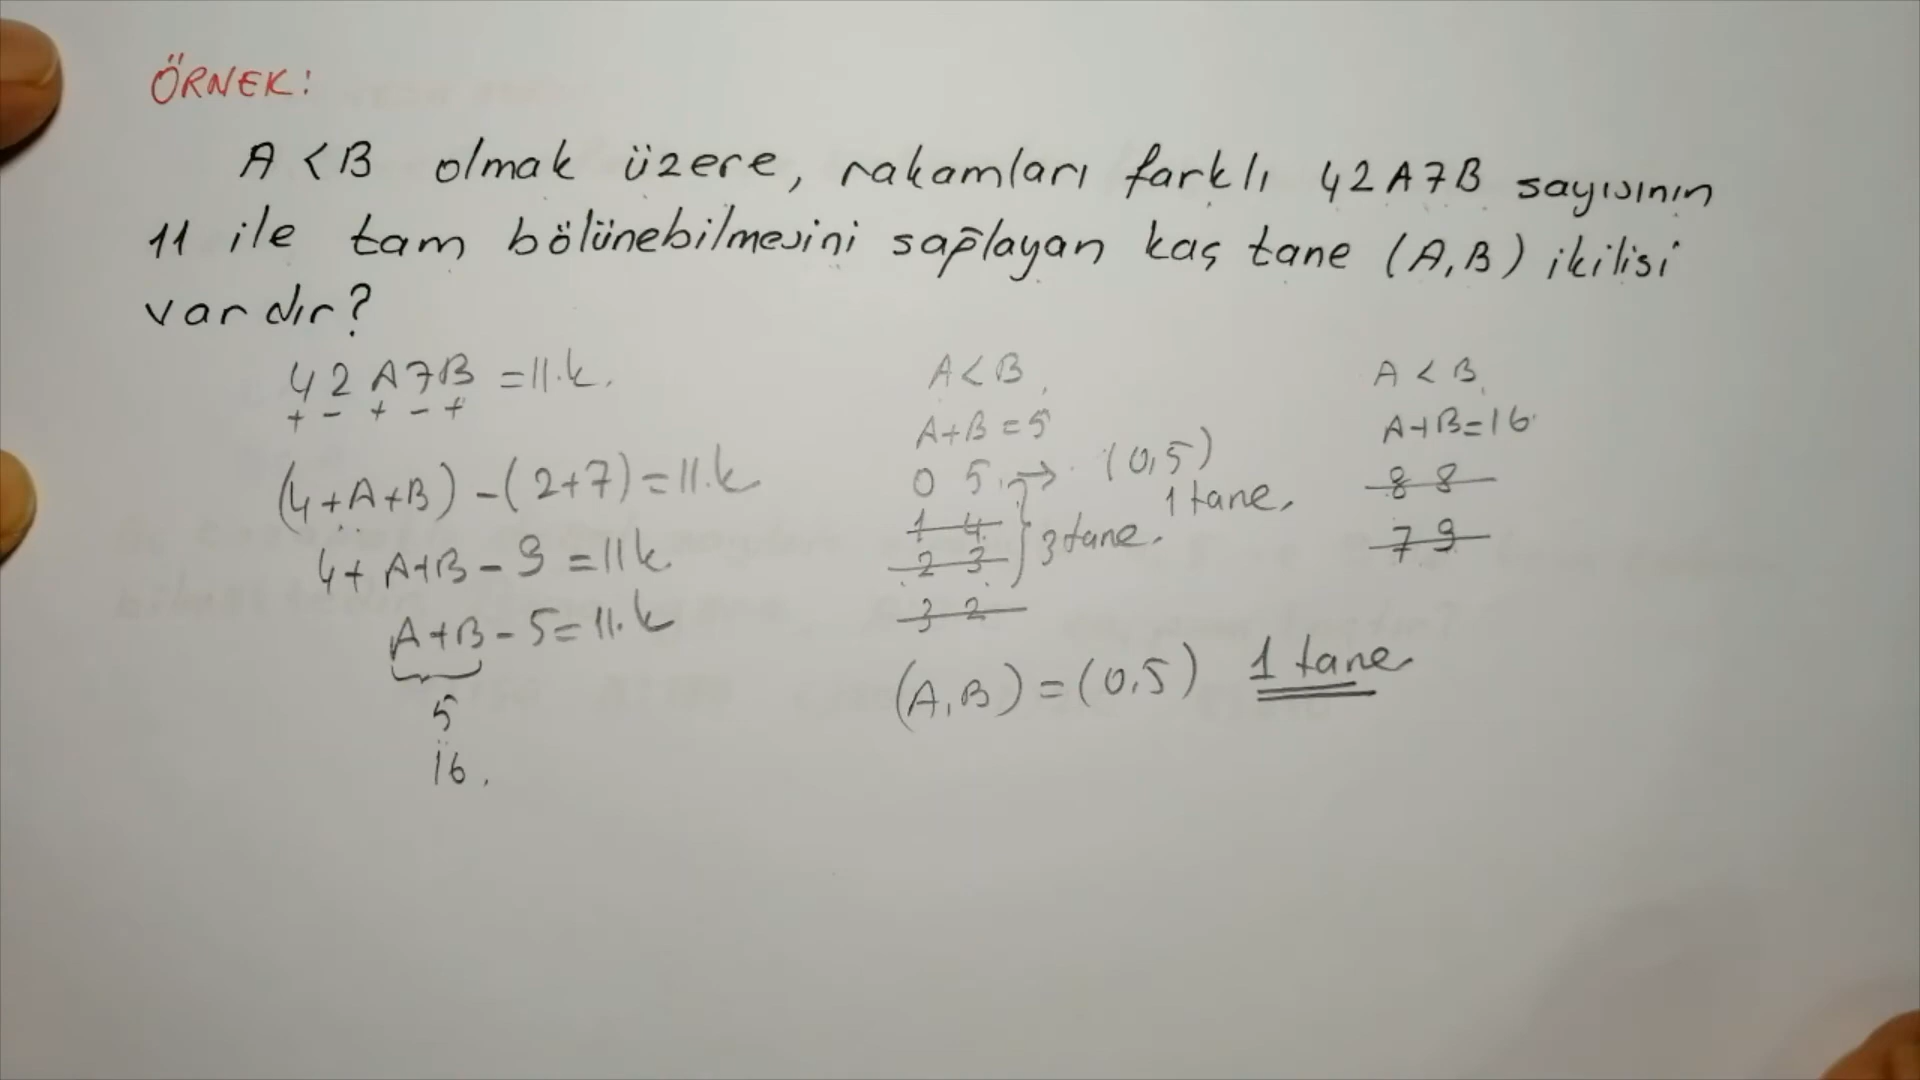 ÖRNEK:
A < B olmak üzere, rakamları farklı 42A7B sayısının
11 ile tam bölünebilmesini sağlayan kaç tane (A,B) ikilisi
vardır?
42A7B = 11.k.
+ - + - +
(4+A+B) - (2+7) = 11.k
4 + A+B - 9 = 11k.
A+B - 5 = 11.k
5
16.
A < B
A+B = 5
0 5 → (0,5)
1 tane.
1 4
2 3
3 tane.
3 2
A < B
A+B=16
8 8
7 9
(A,B) = (0,5) 1 tane